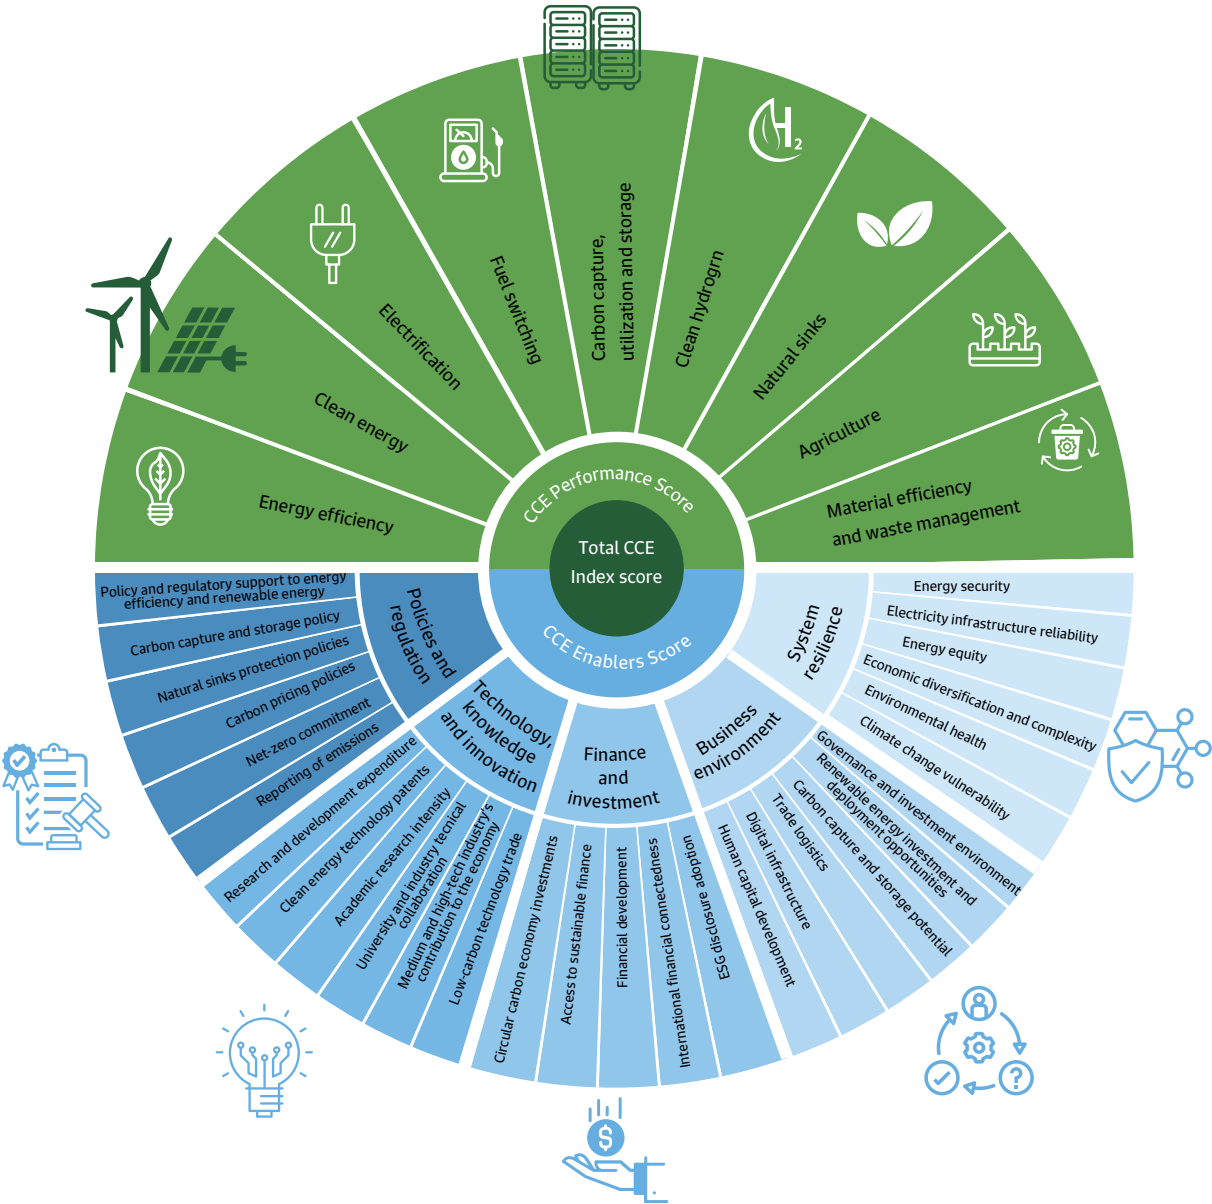 H2
Carbon capture,
utilization and storage
Fuel switching
Clean hydrogrn
Electrification
Natural sinks
Clean energy
Agriculture
Energy efficiency
Material efficiency
and waste management
CCE Performance Score
Total CCE
Index score
CCE Enablers Score
Policies and
regulation
Policy and regulatory support to energy
efficiency and renewable energy
Carbon capture and storage policy
Natural sinks protection policies
Carbon pricing policies
Net-zero commitment
Reporting of emissions
Technology,
knowledge
and innovation
Research and development expenditure
Clean energy technology patents
Academic research intensity
University and industry tecnical
collaboration
Medium and high-tech industry's
contribution to the economy
Low-carbon technology trade
Finance
and
investment
Circular carbon economy investments
Access to sustainable finance
Financial development
International financial connectedness
ESG disclosure adoption
Business
environment
Human capital development
Digital infrastructure
Trade logistics
Carbon capture and storage potential
Renewable energy investment and
deployment opportunities
Governance and investment environment
System
resilience
Energy security
Electricity infrastructure reliability
Energy equity
Economic diversification and complexity
Environmental health
Climate change vulnerability
?
$